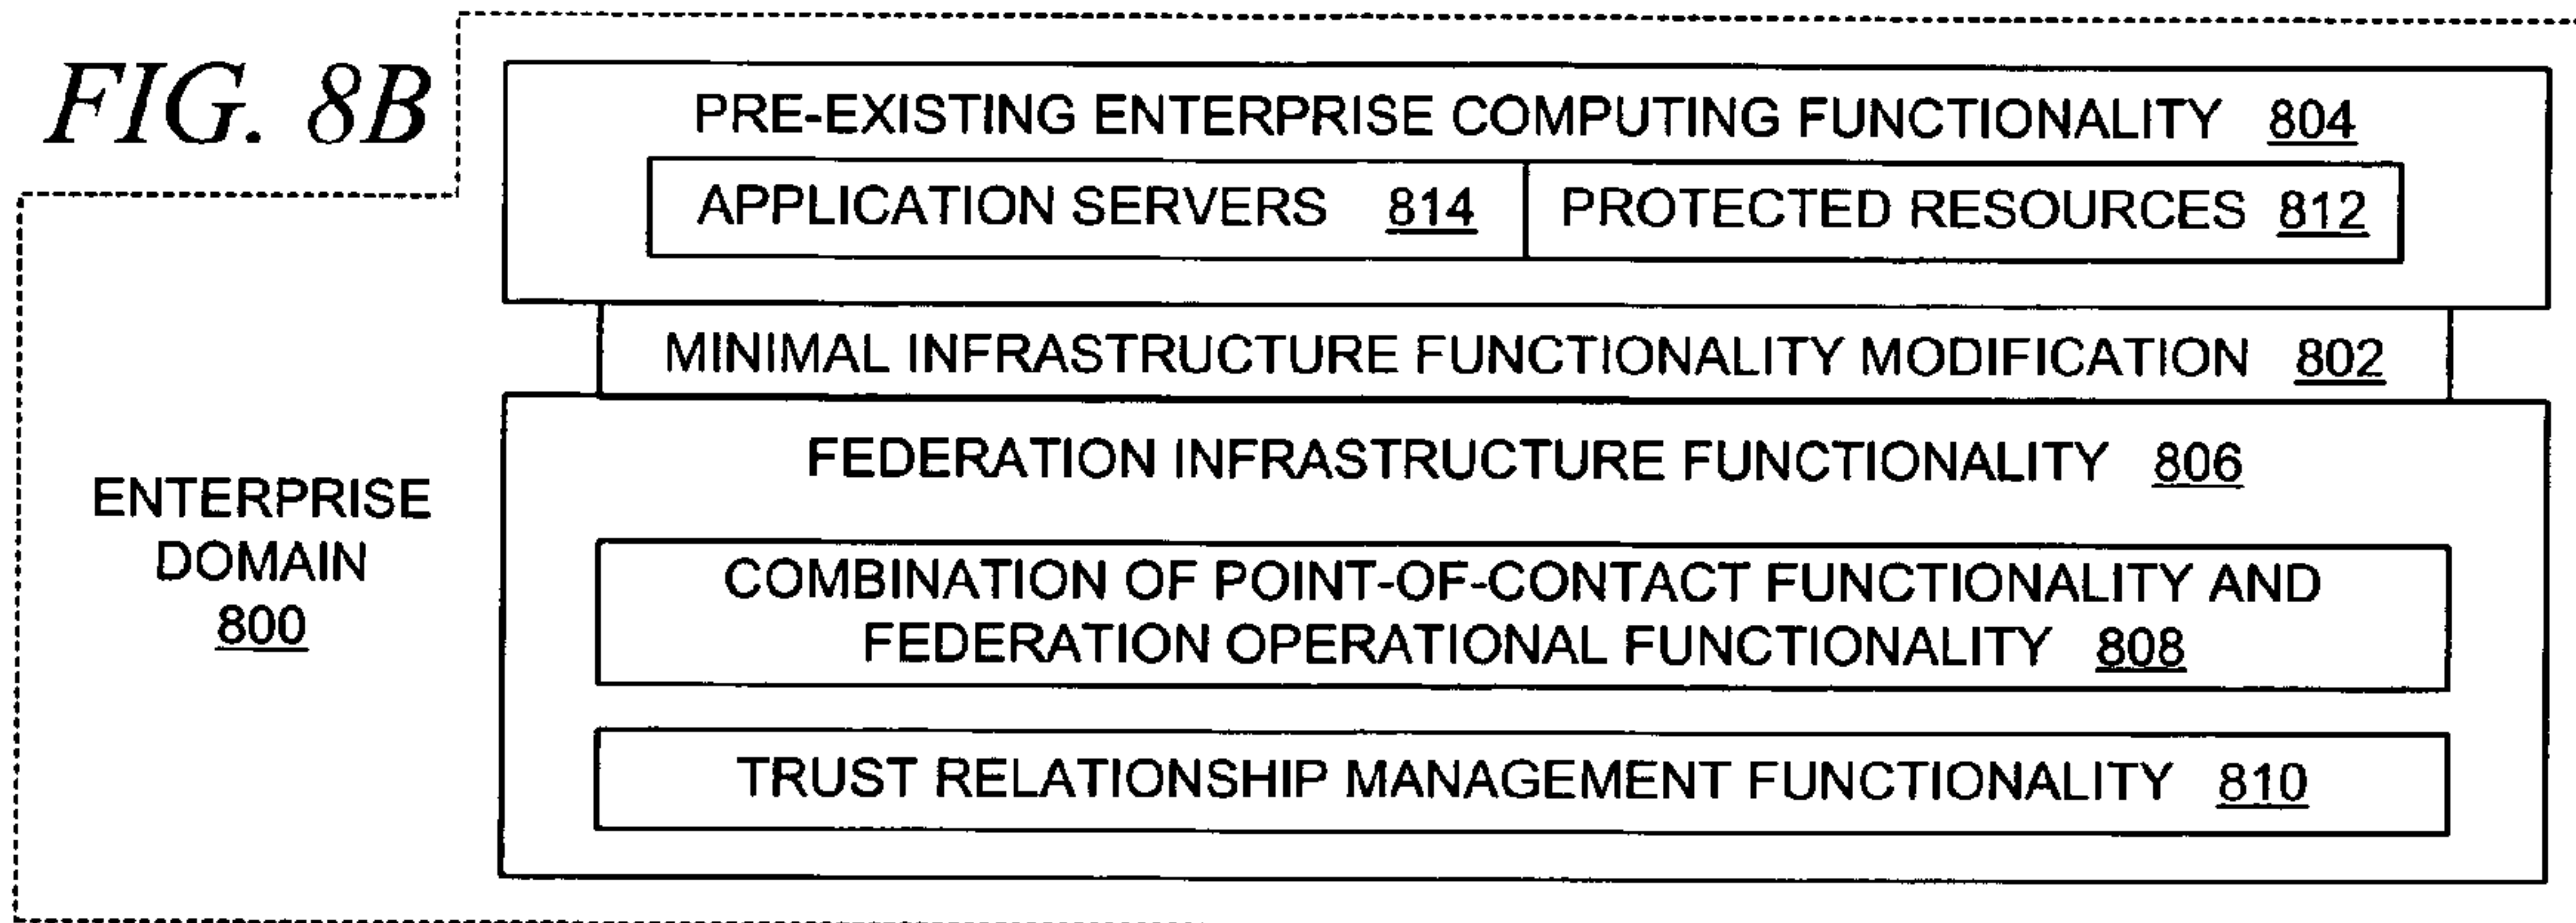 FIG. 8B
PRE-EXISTING ENTERPRISE COMPUTING FUNCTIONALITY 804
APPLICATION SERVERS 814
PROTECTED RESOURCES 812
MINIMAL INFRASTRUCTURE FUNCTIONALITY MODIFICATION 802
FEDERATION INFRASTRUCTURE FUNCTIONALITY 806
ENTERPRISE
DOMAIN
800
COMBINATION OF POINT-OF-CONTACT FUNCTIONALITY AND
FEDERATION OPERATIONAL FUNCTIONALITY 808
TRUST RELATIONSHIP MANAGEMENT FUNCTIONALITY 810